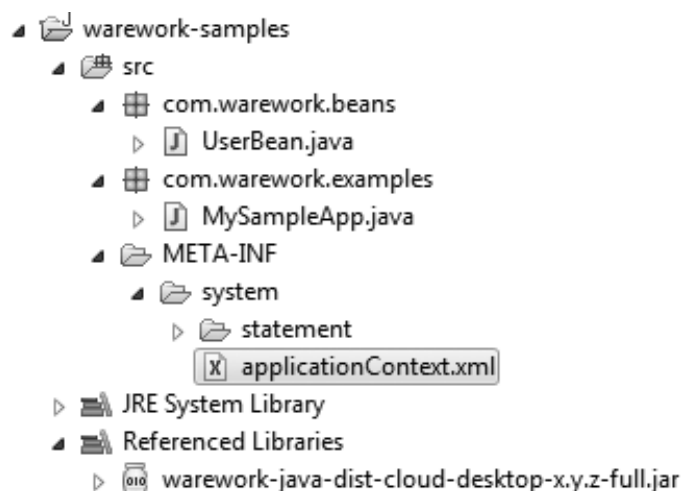 warework-samples
src
com.warework.beans
UserBean.java
com.warework.examples
MySampleApp.java
META-INF
system
statement
applicationContext.xml
JRE System Library
Referenced Libraries
warework-java-dist-cloud-desktop-x.y.z-full.jar